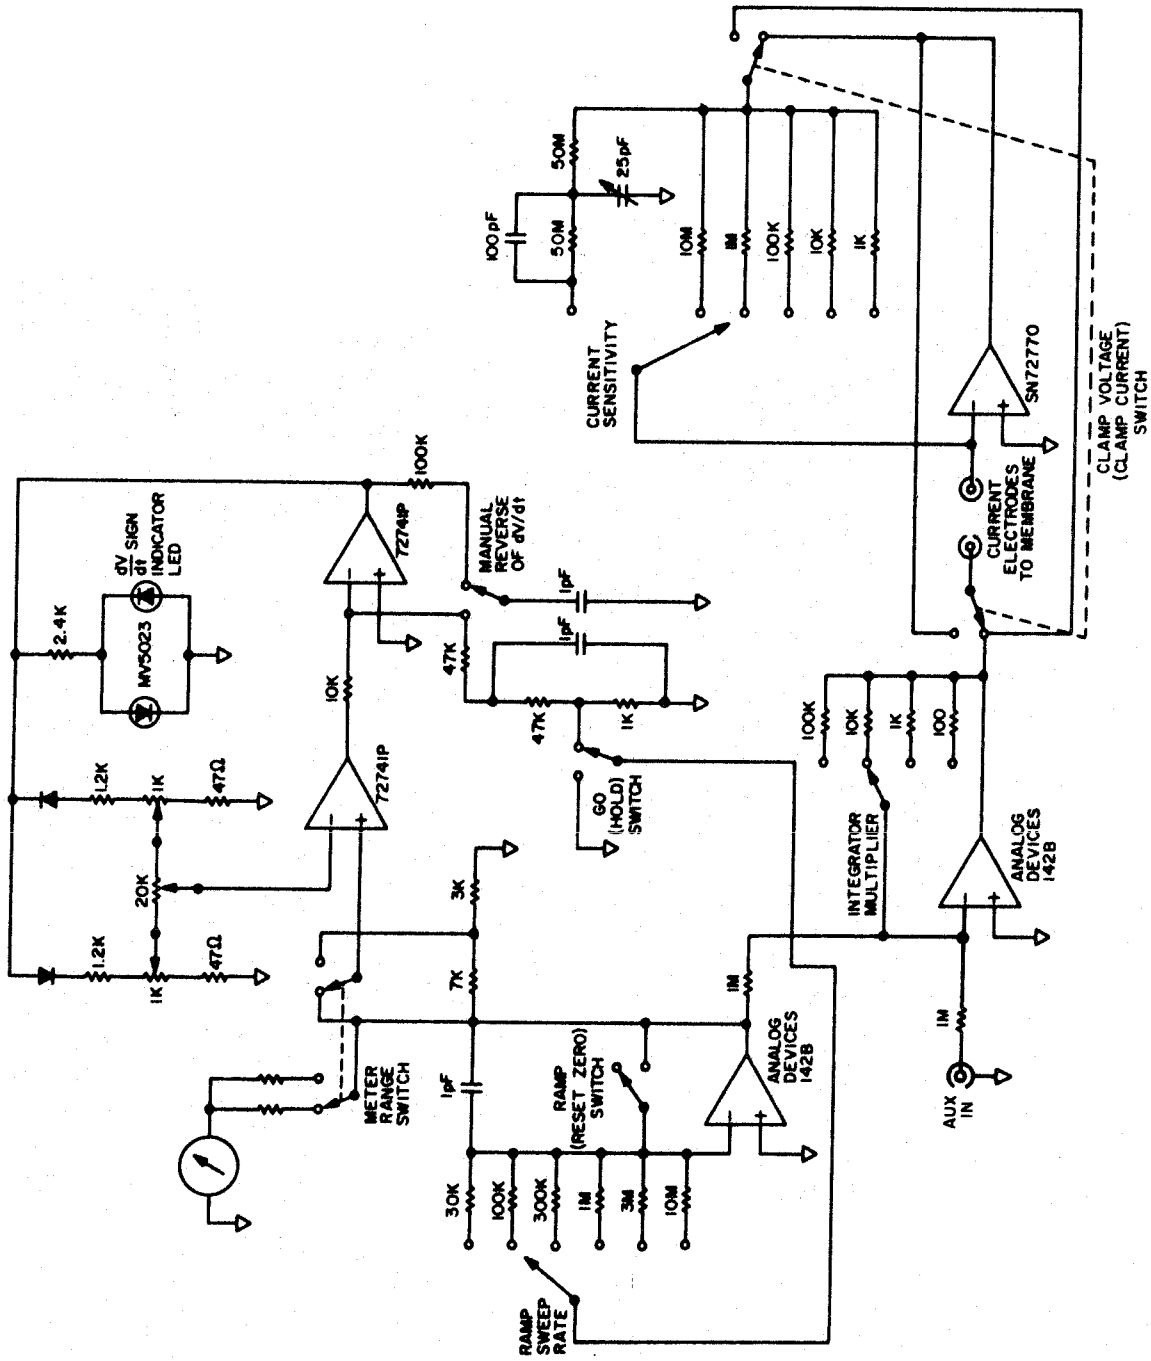 100pF
50M
50M
25pF
10M
1M
100K
10K
1K
CURRENT
SENSITIVITY
−
+
SN72770
CURRENT
ELECTRODES
TO MEMBRANE
CLAMP VOLTAGE
(CLAMP CURRENT)
SWITCH
dV
dt
SIGN
INDICATOR
LED
MV5023
2.4K
1.2K
1K
47Ω
20K
1.2K
1K
47Ω
−
+
72741P
10K
−
+
72741P
100K
MANUAL
REVERSE
OF dV/dt
47K
1pF
1pF
47K
1K
GO
(HOLD)
SWITCH
METER
RANGE
SWITCH
3K
7K
1pF
RAMP
(RESET ZERO)
SWITCH
30K
100K
300K
1M
3M
10M
RAMP
SWEEP
RATE
−
+
ANALOG
DEVICES
142B
1M
INTEGRATOR
MULTIPLIER
100K
10K
1K
100
−
+
ANALOG
DEVICES
142B
1M
AUX
IN